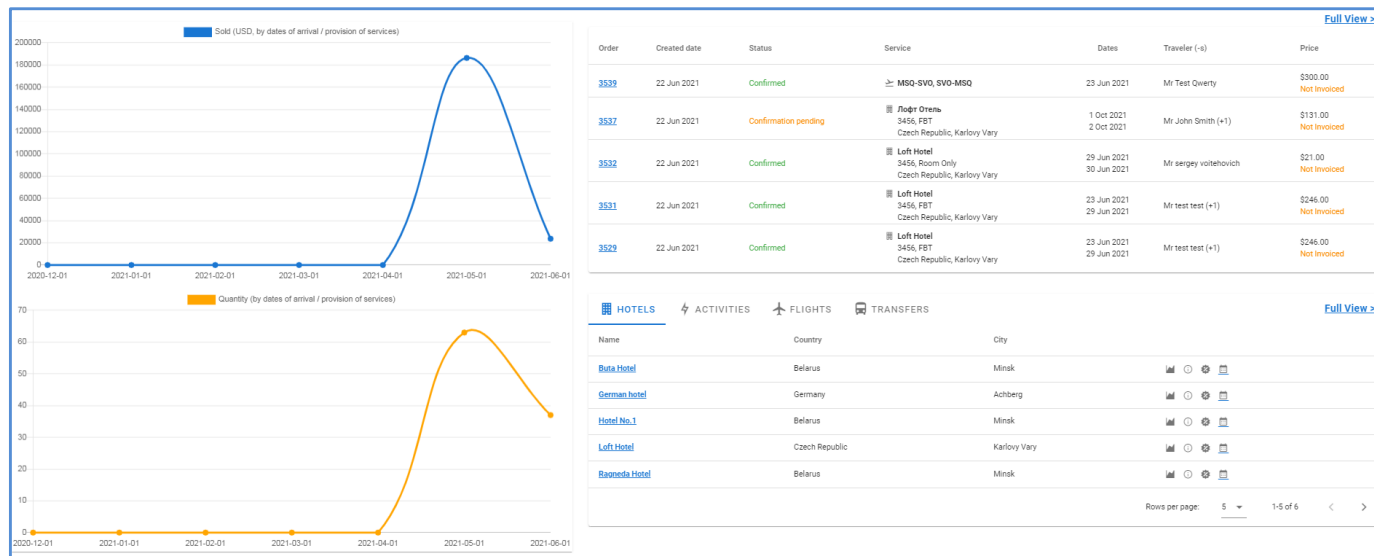 Full View >
Sold (USD, by dates of arrival / provision of services)
200000
180000
160000
140000
120000
100000
80000
60000
40000
20000
0
2020-12-01 2021-01-01 2021-02-01 2021-03-01 2021-04-01 2021-05-01 2021-06-01
Order Created date Status Service Dates Traveler (-s) Price
3539 22 Jun 2021 Confirmed MSQ-SVO, SVO-MSQ 23 Jun 2021 Mr Test Qwerty $300.00
Not Invoiced
3537 22 Jun 2021 Confirmation pending Лофт Отель 1 Oct 2021 Mr John Smith (+1) $131.00
3456, FBT 2 Oct 2021 Not Invoiced
Czech Republic, Karlovy Vary
3532 22 Jun 2021 Confirmed Loft Hotel 29 Jun 2021 Mr sergey voitehovich $21.00
3456, Room Only 30 Jun 2021 Not Invoiced
Czech Republic, Karlovy Vary
3531 22 Jun 2021 Confirmed Loft Hotel 23 Jun 2021 Mr test test (+1) $246.00
3456, FBT 29 Jun 2021 Not Invoiced
Czech Republic, Karlovy Vary
3529 22 Jun 2021 Confirmed Loft Hotel 23 Jun 2021 Mr test test (+1) $246.00
3456, FBT 29 Jun 2021 Not Invoiced
Czech Republic, Karlovy Vary
Quantity (by dates of arrival / provision of services)
70
60
50
40
30
20
10
0
2020-12-01 2021-01-01 2021-02-01 2021-03-01 2021-04-01 2021-05-01 2021-06-01
HOTELS ACTIVITIES FLIGHTS TRANSFERS Full View >
Name Country City
Buta Hotel Belarus Minsk
German hotel Germany Achberg
Hotel No.1 Belarus Minsk
Loft Hotel Czech Republic Karlovy Vary
Ragneda Hotel Belarus Minsk
Rows per page: 5 1-5 of 6 < >